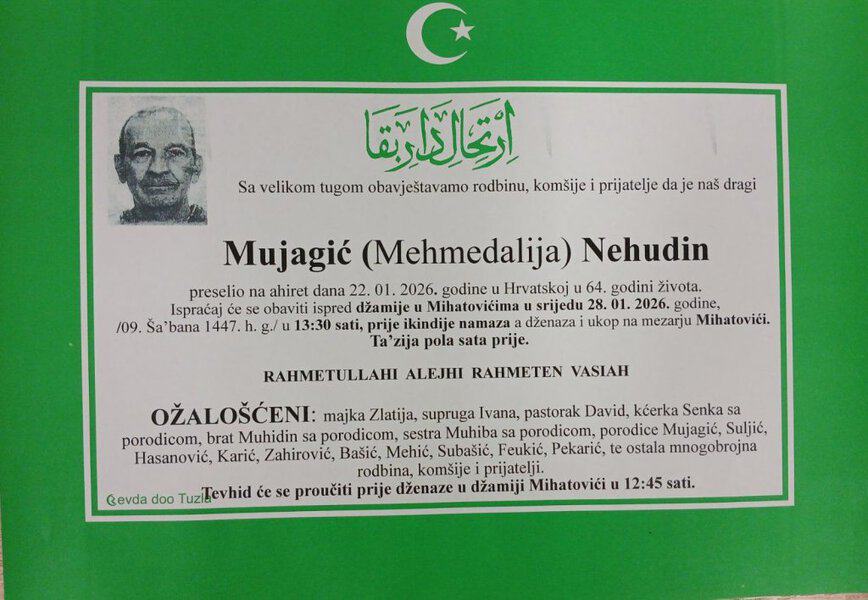 اِرْتِحَالِ دَارِ بَقَا
Sa velikom tugom obavještavamo rodbinu, komšije i prijatelje da je naš dragi
Mujagić (Mehmedalija) Nehudin
preselio na ahiret dana 22. 01. 2026. godine u Hrvatskoj u 64. godini života.
Ispraćaj će se obaviti ispred džamije u Mihatovićima u srijedu 28. 01. 2026. godine,
/09. Ša’bana 1447. h. g./ u 13:30 sati, prije ikindije namaza a dženaza i ukop na mezarju Mihatovići.
Ta’zija pola sata prije.
RAHMETULLAHI ALEJHI RAHMETEN VASIAH
OŽALOŠĆENI: majka Zlatija, supruga Ivana, pastorak David, kćerka Senka sa
porodicom, brat Muhidin sa porodicom, sestra Muhiba sa porodicom, porodice Mujagić, Suljić,
Hasanović, Karić, Zahirović, Bašić, Mehić, Subašić, Feukić, Pekarić, te ostala mnogobrojna
rodbina, komšije i prijatelji.
Tevhid će se proučiti prije dženaze u džamiji Mihatovići u 12:45 sati.
Čevda doo Tuzla